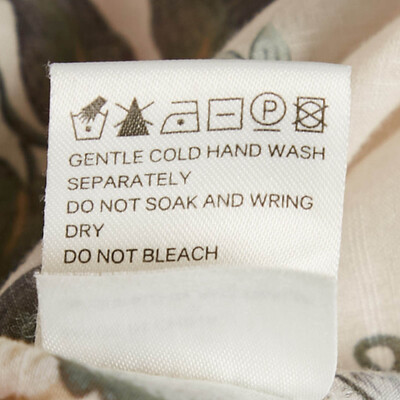 P
GENTLE COLD HAND WASH
SEPARATELY
DO NOT SOAK AND WRING
DRY
DO NOT BLEACH